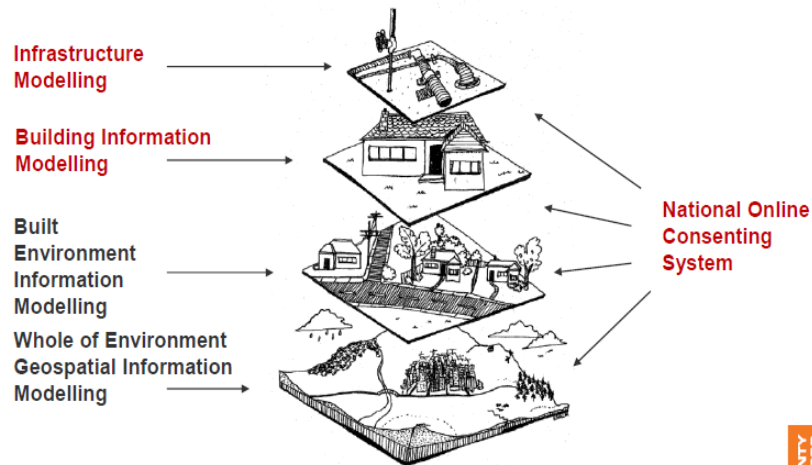 Infrastructure
Modelling
Building Information
Modelling
Built
Environment
Information
Modelling
Whole of Environment
Geospatial Information
Modelling
National Online
Consenting
System
NTY